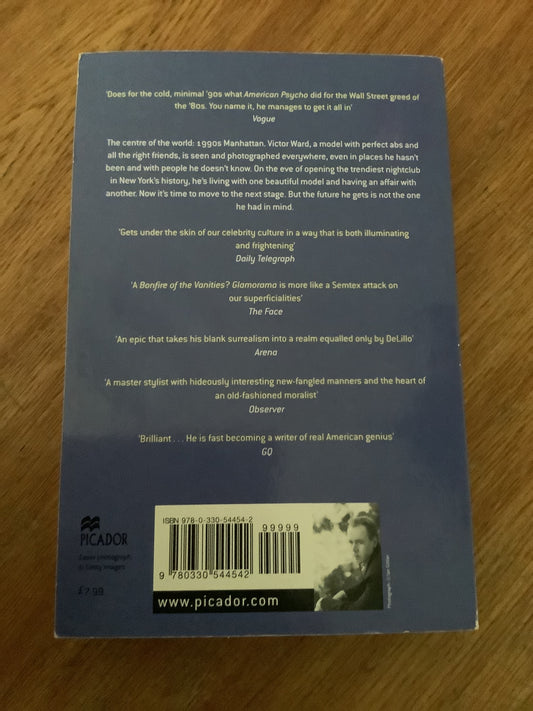 'Does for the cold, minimal '90s what American Psycho did for the Wall Street greed of
the '80s. You name it, he manages to get it all in'
Vogue
The centre of the world: 1990s Manhattan. Victor Ward, a model with perfect abs and
all the right friends, is seen and photographed everywhere, even in places he hasn't
been and with people he doesn't know. On the eve of opening the trendiest nightclub
in New York's history, he's living with one beautiful model and having an affair with
another. Now it's time to move to the next stage. But the future he gets is not the one
he had in mind.
'Gets under the skin of our celebrity culture in a way that is both illuminating
and frightening'
Daily Telegraph
'A Bonfire of the Vanities? Glamorama is more like a Semtex attack on
our superficialities'
The Face
'An epic that takes his blank surrealism into a realm equalled only by DeLillo'
Arena
'A master stylist with hideously interesting new-fangled manners and the heart of
an old-fashioned moralist'
Observer
'Brilliant . . . He is fast becoming a writer of real American genius'
GQ
PICADOR
Cover photograph
© Getty Images
£7.99
ISBN 978-0-330-54454-2
99999
9 780330 544542
www.picador.com
Photograph: ©